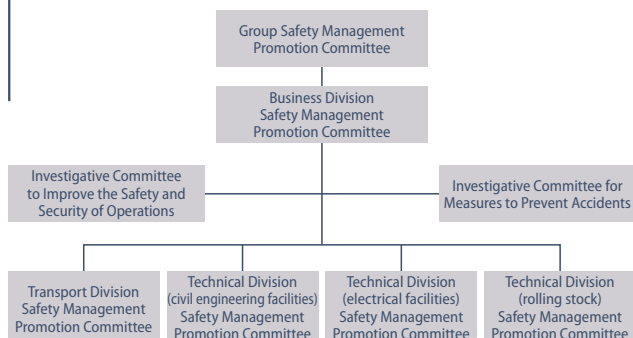 Group Safety Management
Promotion Committee
Business Division
Safety Management
Promotion Committee
Investigative Committee
to Improve the Safety and
Security of Operations
Investigative Committee for
Measures to Prevent Accidents
Transport Division
Safety Management
Promotion Committee
Technical Division
(civil engineering facilities)
Safety Management
Promotion Committee
Technical Division
(electrical facilities)
Safety Management
Promotion Committee
Technical Division
(rolling stock)
Safety Management
Promotion Committee